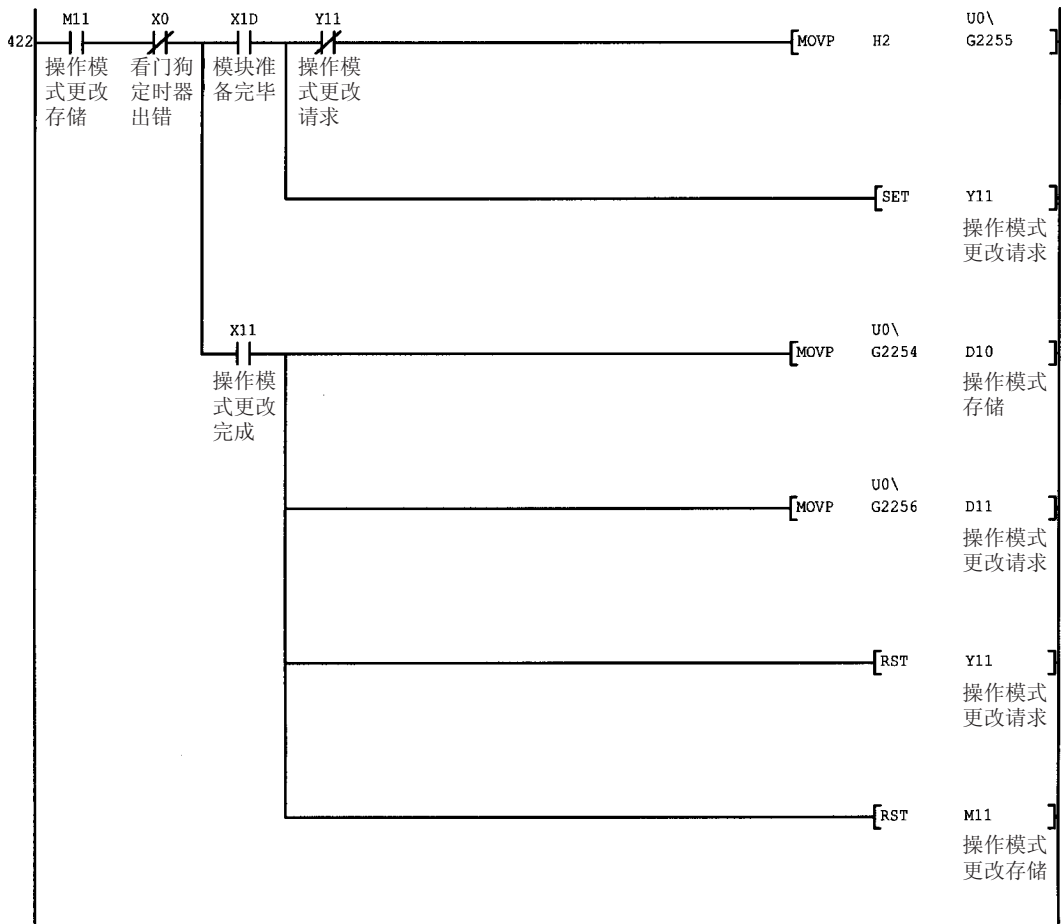 M11 X0 X1D Y11 U0\
422 [MOVP H2 G2255 ]
操作模 看门狗 模块准 操作模
式更改 定时器 备完毕 式更改
存储 出错 请求
[SET Y11 ]
操作模式
更改请求
X11 U0\
[MOVP G2254 D10 ]
操作模 操作模式
式更改 存储
完成
U0\
[MOVP G2256 D11 ]
操作模式
更改请求
[RST Y11 ]
操作模式
更改请求
[RST M11 ]
操作模式
更改存储